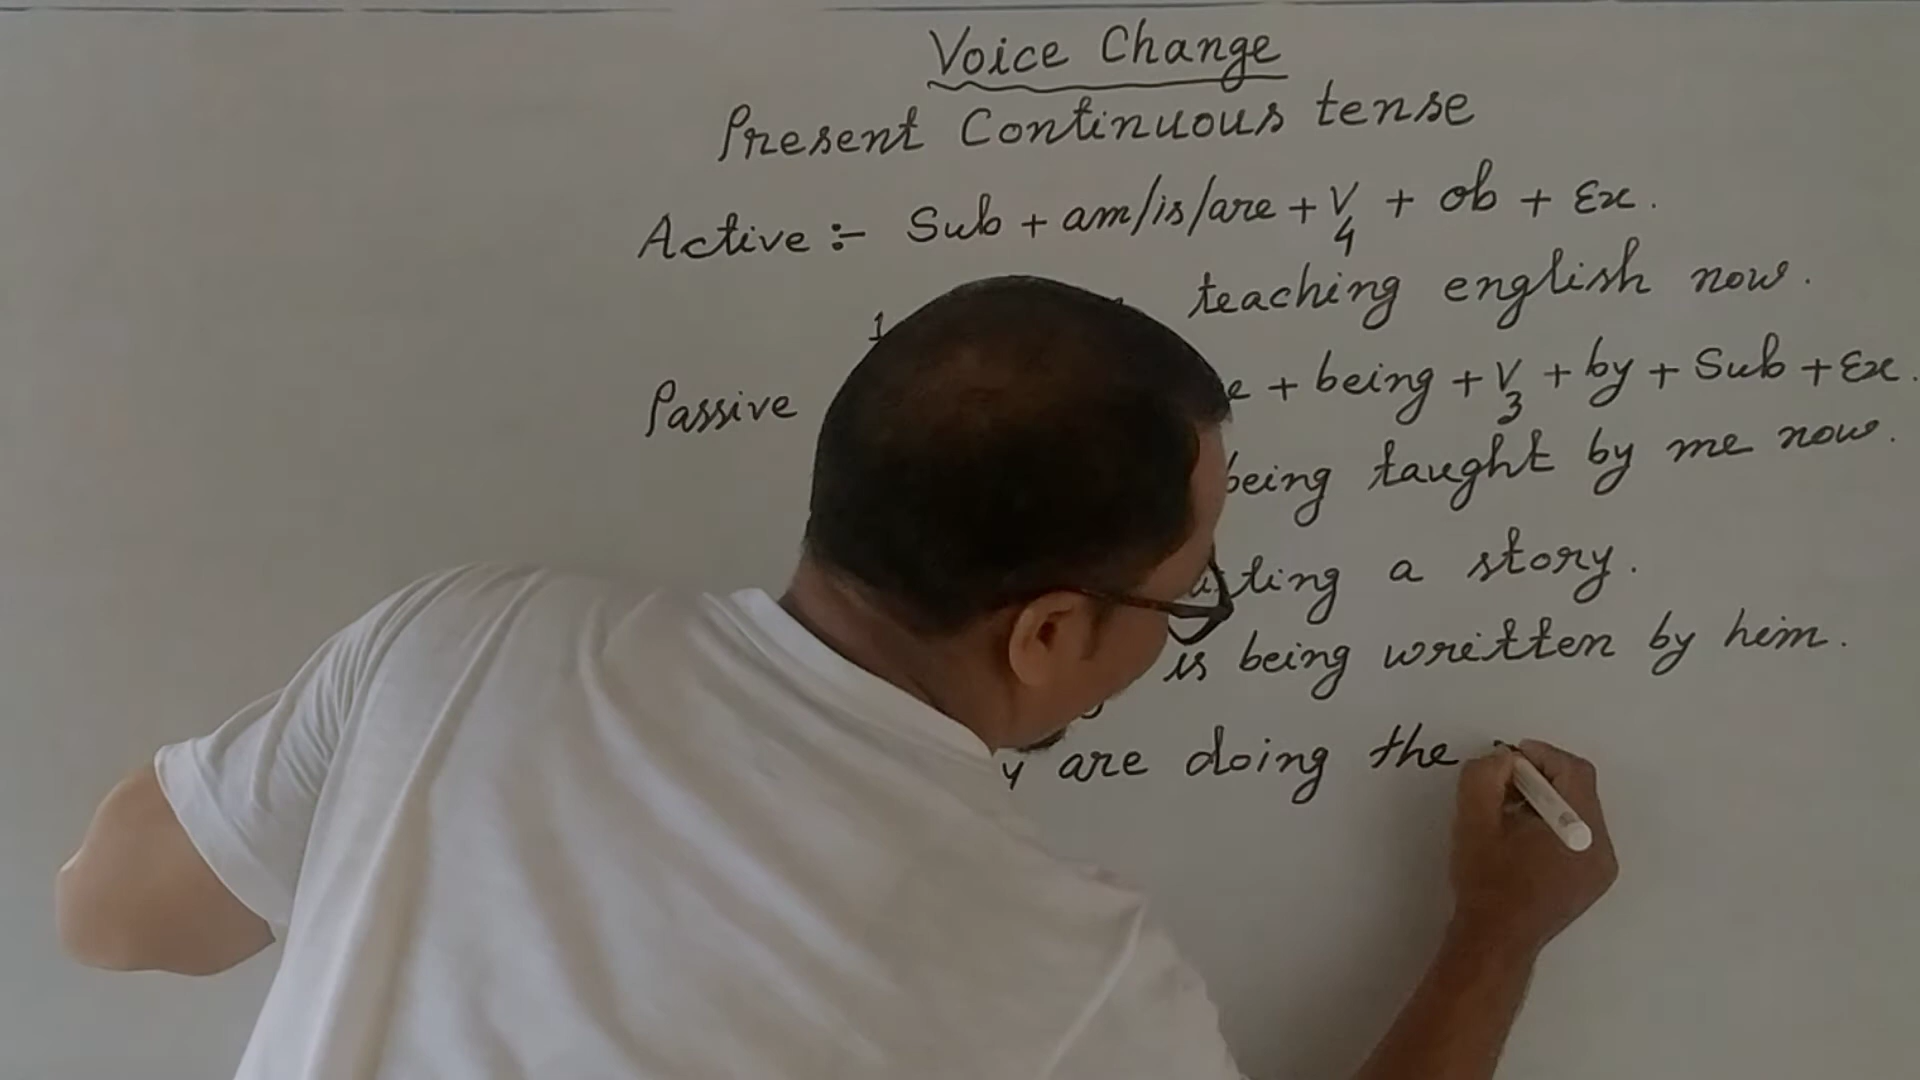 Voice Change
Present Continuous tense
Active :- Sub + am/is/are + V4 + ob + Ex.
1 teaching english now.
Passive + being + V3 + by + Sub + Ex.
being taught by me now.
a story.
is being written by him.
are doing the